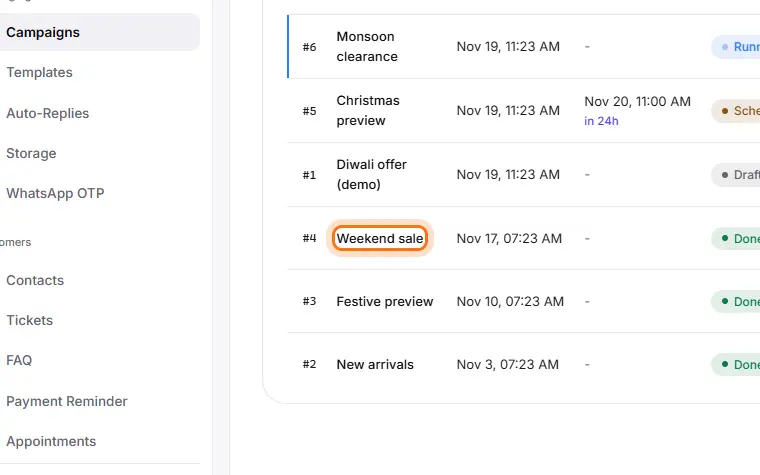 Campaigns
Templates
Auto-Replies
Storage
WhatsApp OTP
omers
Contacts
Tickets
FAQ
Payment Reminder
Appointments
#6 Monsoon clearance Nov 19, 11:23 AM - Runn
#5 Christmas preview Nov 19, 11:23 AM Nov 20, 11:00 AM in 24h Sche
#1 Diwali offer (demo) Nov 19, 11:23 AM - Draft
#4 Weekend sale Nov 17, 07:23 AM - Done
#3 Festive preview Nov 10, 07:23 AM - Done
#2 New arrivals Nov 3, 07:23 AM - Done